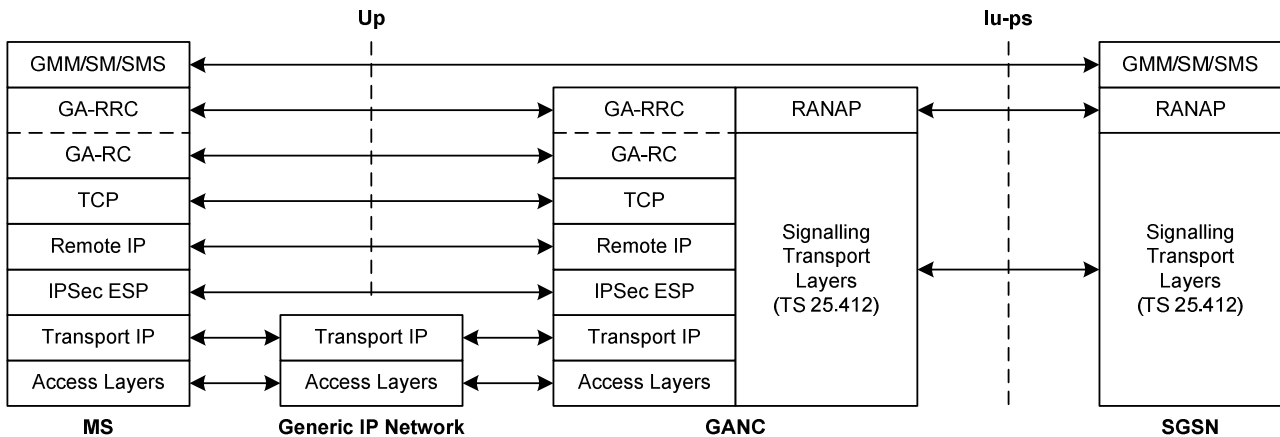 Up
Iu-ps
GMM/SM/SMS
GMM/SM/SMS
GA-RRC
GA-RRC
RANAP
RANAP
GA-RC
GA-RC
TCP
TCP
Remote IP
Remote IP
Signalling
Transport
Layers
(TS 25.412)
Signalling
Transport
Layers
(TS 25.412)
IPSec ESP
IPSec ESP
Transport IP
Transport IP
Transport IP
Access Layers
Access Layers
Access Layers
MS
Generic IP Network
GANC
SGSN